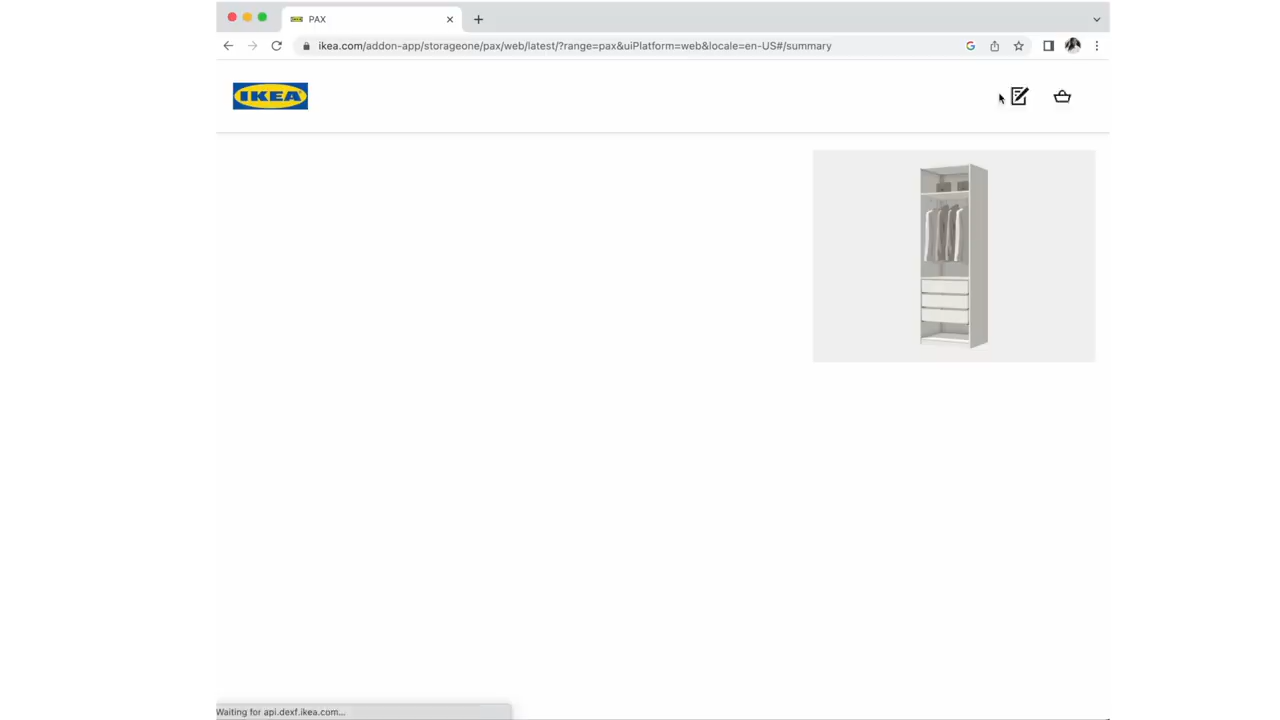 PAX
ikea.com/addon-app/storageone/pax/web/latest/?range=pax&uiPlatform=web&locale=en-US#/summary
IKEA
Waiting for api.dexf.ikea.com...